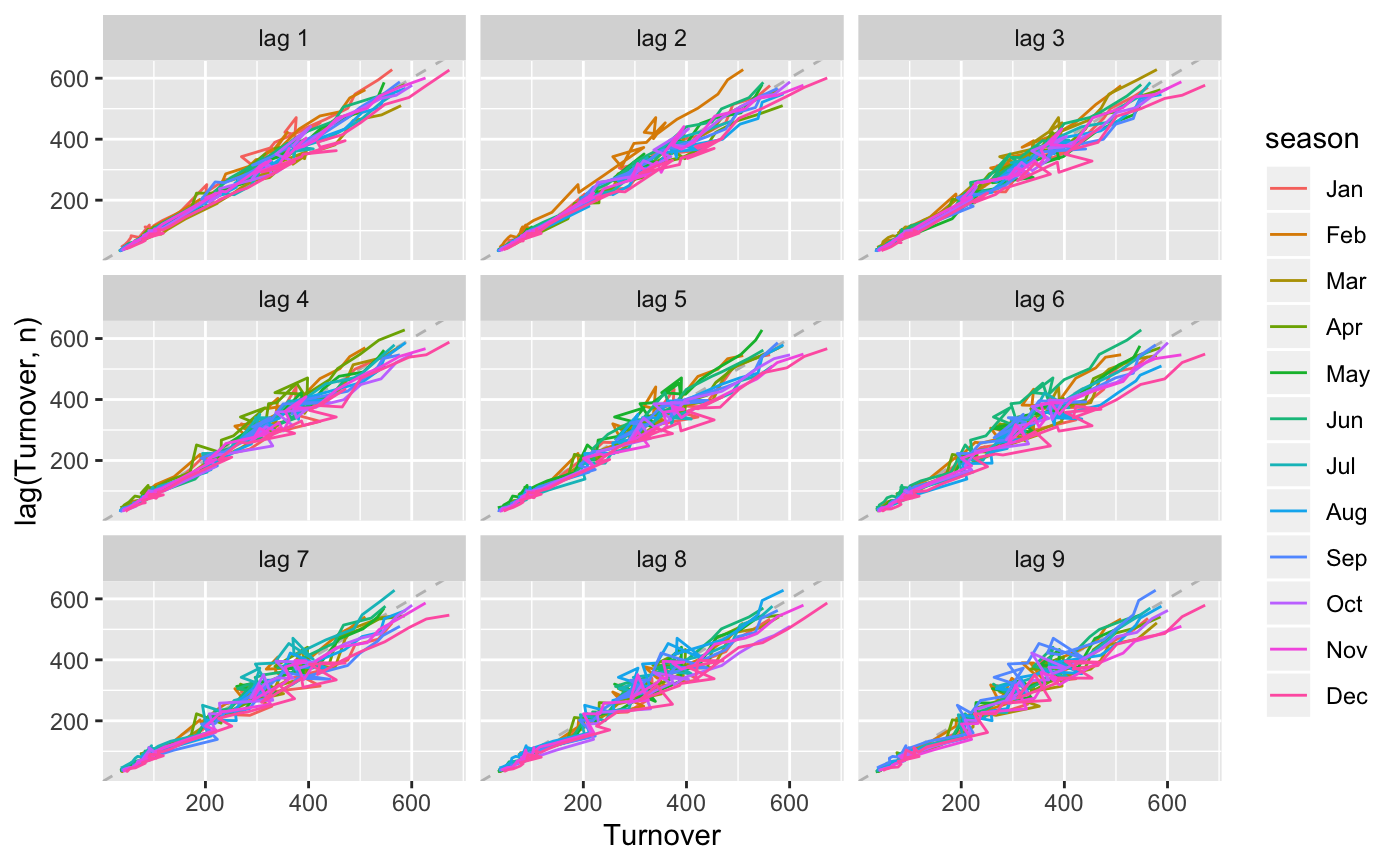 lag 1
lag 2
lag 3
600
400
200
lag 4
lag 5
lag 6
600
400
200
lag 7
lag 8
lag 9
600
400
200
200 400 600
200 400 600
200 400 600
Turnover
lag(Turnover, n)
season
Jan
Feb
Mar
Apr
May
Jun
Jul
Aug
Sep
Oct
Nov
Dec